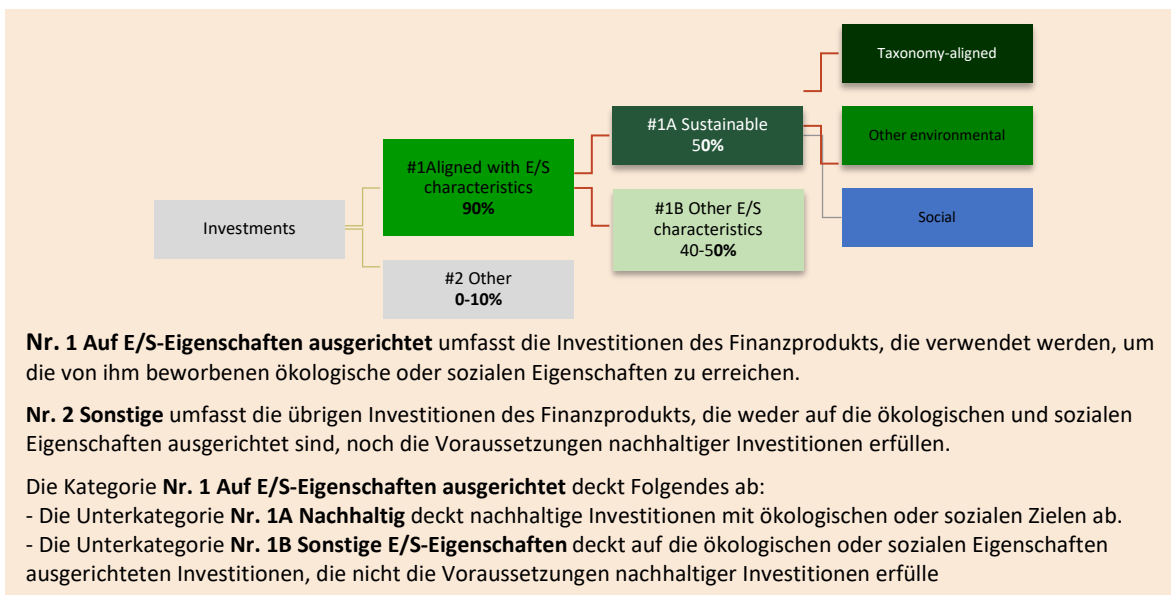 Taxonomy-aligned
#1A Sustainable
50%
Other environmental
#1Aligned with E/S
characteristics
90%
#1B Other E/S
characteristics
40-50%
Social
Investments
#2 Other
0-10%
Nr. 1 Auf E/S-Eigenschaften ausgerichtet umfasst die Investitionen des Finanzprodukts, die verwendet werden, um
die von ihm beworbenen ökologische oder sozialen Eigenschaften zu erreichen.
Nr. 2 Sonstige umfasst die übrigen Investitionen des Finanzprodukts, die weder auf die ökologischen und sozialen
Eigenschaften ausgerichtet sind, noch die Voraussetzungen nachhaltiger Investitionen erfüllen.
Die Kategorie Nr. 1 Auf E/S-Eigenschaften ausgerichtet deckt Folgendes ab:
- Die Unterkategorie Nr. 1A Nachhaltig deckt nachhaltige Investitionen mit ökologischen oder sozialen Zielen ab.
- Die Unterkategorie Nr. 1B Sonstige E/S-Eigenschaften deckt auf die ökologischen oder sozialen Eigenschaften
ausgerichteten Investitionen, die nicht die Voraussetzungen nachhaltiger Investitionen erfülle